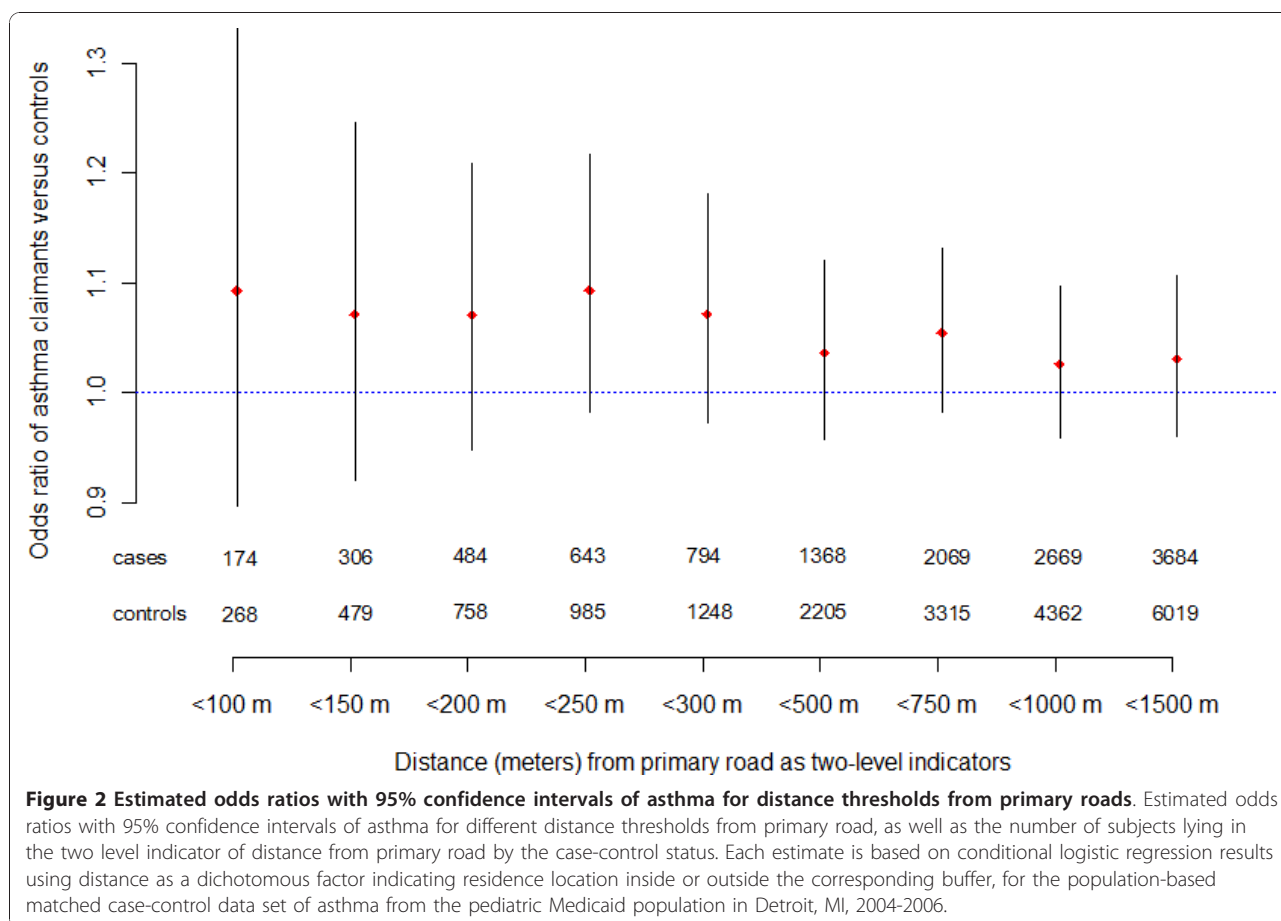 Odds ratio of asthma claimants versus controls
1.3
1.2
1.1
1.0
0.9
cases 174 306 484 643 794 1368 2069 2669 3684
controls 268 479 758 985 1248 2205 3315 4362 6019
<100 m <150 m <200 m <250 m <300 m <500 m <750 m <1000 m <1500 m
Distance (meters) from primary road as two-level indicators
Figure 2 Estimated odds ratios with 95% confidence intervals of asthma for distance thresholds from primary roads. Estimated odds
ratios with 95% confidence intervals of asthma for different distance thresholds from primary road, as well as the number of subjects lying in
the two level indicator of distance from primary road by the case-control status. Each estimate is based on conditional logistic regression results
using distance as a dichotomous factor indicating residence location inside or outside the corresponding buffer, for the population-based
matched case-control data set of asthma from the pediatric Medicaid population in Detroit, MI, 2004-2006.